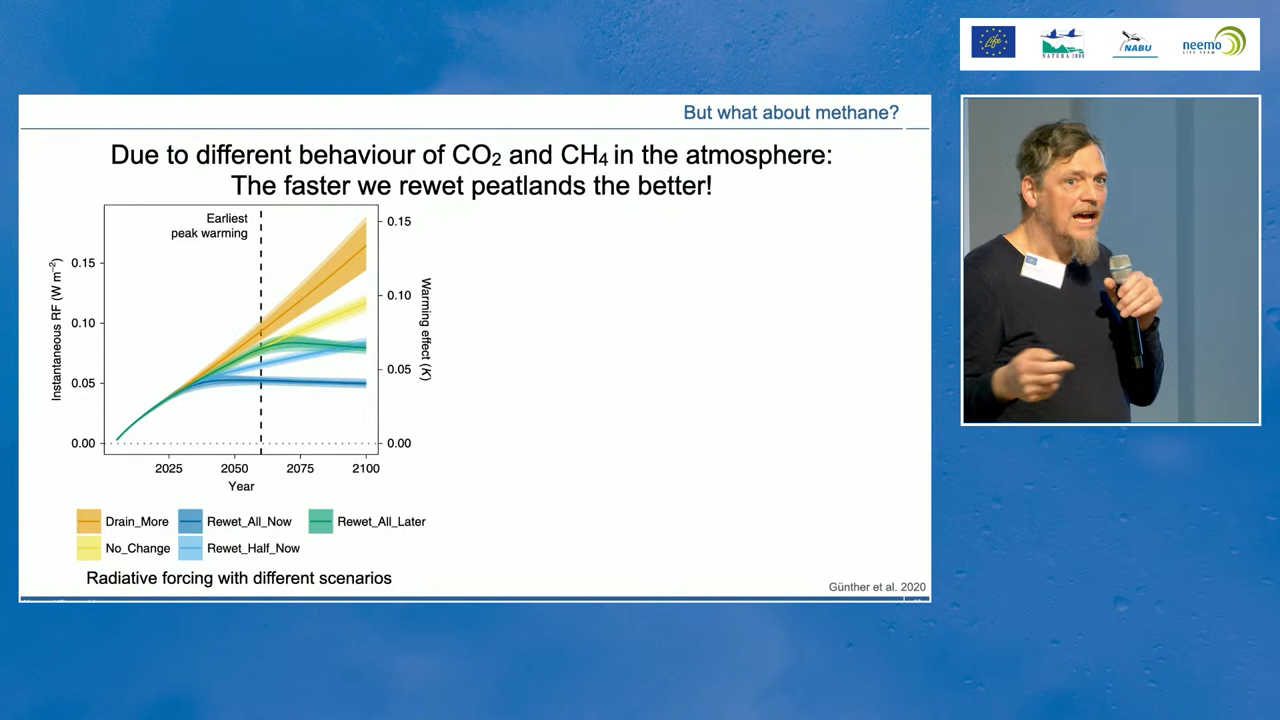 Life
NATURA 2000
NABU
neemo
LIFE TEAM
But what about methane?
Due to different behaviour of CO2 and CH4 in the atmosphere:
The faster we rewet peatlands the better!
Earliest
peak warming
Instantaneous RF (W m−2)
0.15
0.10
0.05
0.00
0.15
0.10
0.05
0.00
Warming effect (K)
2025 2050 2075 2100
Year
Drain_More Rewet_All_Now Rewet_All_Later
No_Change Rewet_Half_Now
Radiative forcing with different scenarios
Günther et al. 2020